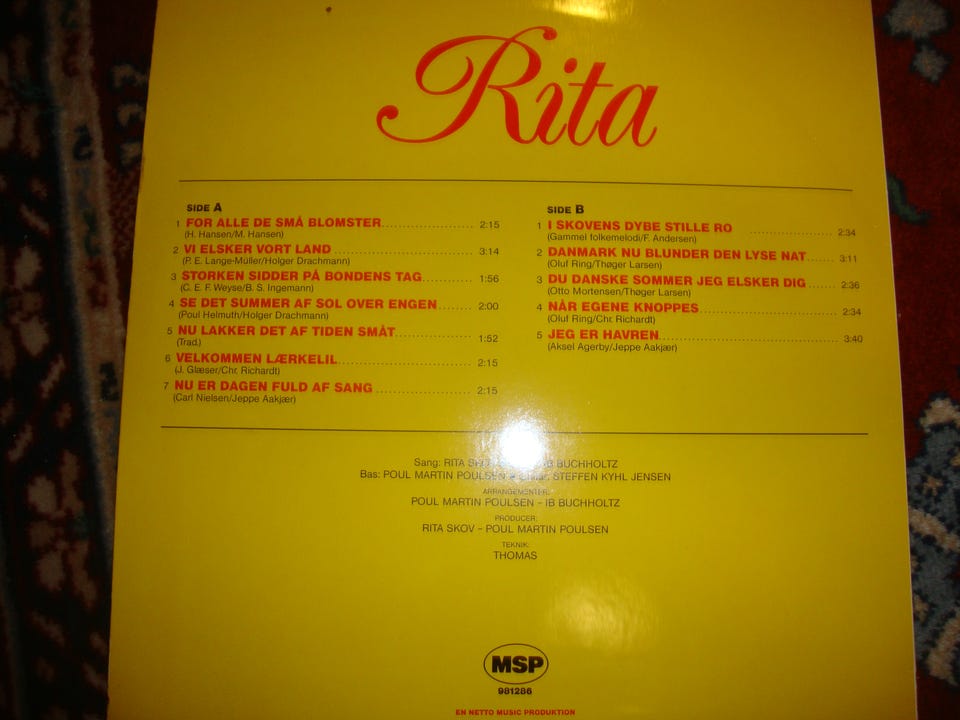 Rita
SIDE A
1 FOR ALLE DE SMÅ BLOMSTER 2:15
(H. Hansen/M. Hansen)
2 VI ELSKER VORT LAND 3:14
(P. E. Lange-Müller/Holger Drachmann)
3 STORKEN SIDDER PÅ BONDENS TAG 1:56
(C. E. F. Weyse/B. S. Ingemann)
4 SE DET SUMMER AF SOL OVER ENGEN 2:00
(Poul Helmuth/Holger Drachmann)
5 NU LAKKER DET AF TIDEN SMÅT 1:52
(Trad.)
6 VELKOMMEN LÆRKELIL 2:15
(J. Glæser/Chr. Richardt)
7 NU ER DAGEN FULD AF SANG 2:15
(Carl Nielsen/Jeppe Aakjær)
SIDE B
1 I SKOVENS DYBE STILLE RO 2:34
(Gammel folkemelodi/F. Andersen)
2 DANMARK NU BLUNDER DEN LYSE NAT 3:11
(Oluf Ring/Thøger Larsen)
3 DU DANSKE SOMMER JEG ELSKER DIG 2:36
(Otto Mortensen/Thøger Larsen)
4 NÅR EGENE KNOPPES 2:34
(Oluf Ring/Chr. Richardt)
5 JEG ER HAVREN 3:40
(Aksel Agerby/Jeppe Aakjær)
Sang: RITA IB BUCHHOLTZ
Bas: POUL MARTIN POULSEN STEFFEN KYHL JENSEN
ARRANGEMENTER:
POUL MARTIN POULSEN – IB BUCHHOLTZ
PRODUCER:
RITA SKOV – POUL MARTIN POULSEN
TEKNIK:
THOMAS
MSP
981286
EN NETTO MUSIC PRODUKTION